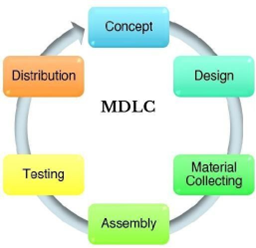 Concept
Design
Material
Collecting
Assembly
Testing
Distribution
MDLC